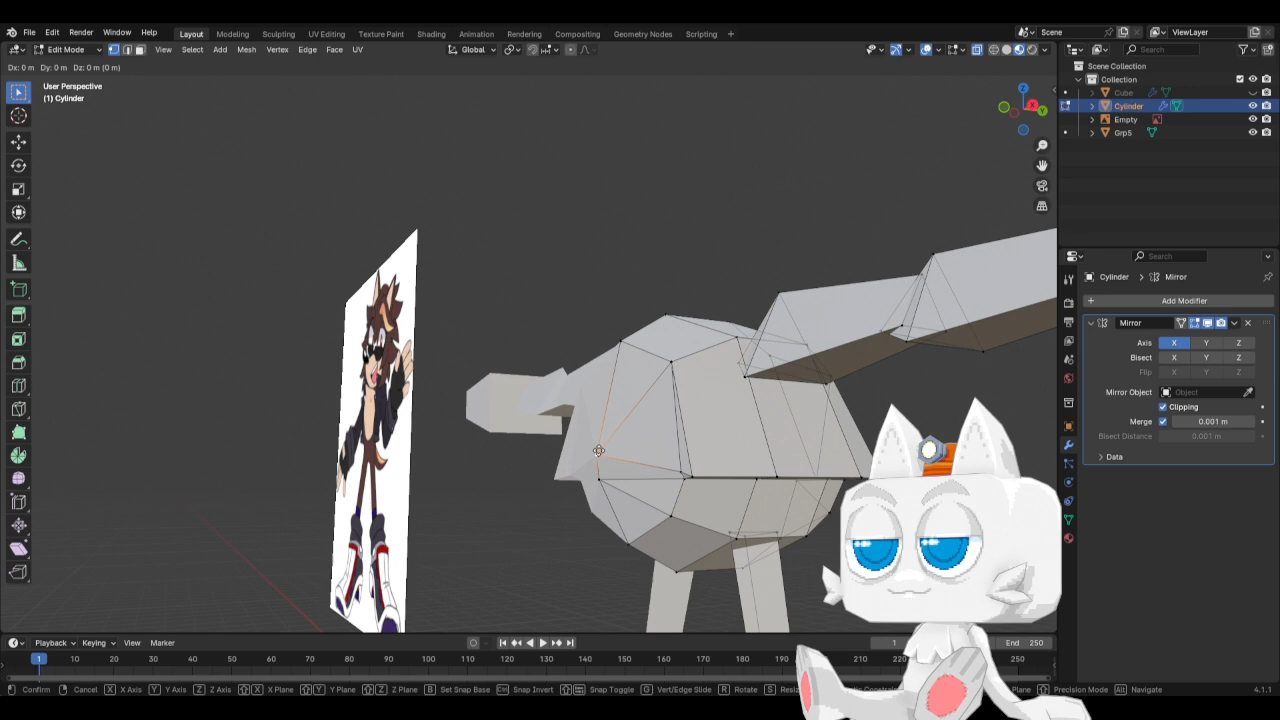 File Edit Render Window Help Layout Modeling Sculpting UV Editing Texture Paint Shading Animation Rendering Compositing Geometry Nodes Scripting + Scene ViewLayer
Edit Mode View Select Add Mesh Vertex Edge Face UV Global Search
Dx: 0 m Dy: 0 m Dz: 0 m (0 m)
User Perspective
(1) Cylinder
Z
X
Y
Scene Collection
Collection
Cube
Cylinder
Empty
Grp5
Search
Cylinder > Mirror
+ Add Modifier
Mirror
Axis X Y Z
Bisect X Y Z
Flip X Y Z
Mirror Object Object
Clipping
Merge 0.001 m
Bisect Distance 0.001 m
Data
Playback Keying View Marker 1 End 250
1 10 20 30 40 50 60 70 80 90 100 110 120 130 140 150 160 170 180 190 200 210 220 250
Confirm Cancel X X Axis Y Y Axis Z Z Axis X X Plane Y Y Plane Z Z Plane B Set Snap Base Ctrl Snap Invert Snap Toggle G Vert/Edge Slide R Rotate S Plane Precision Mode Alt Navigate 4.1.1